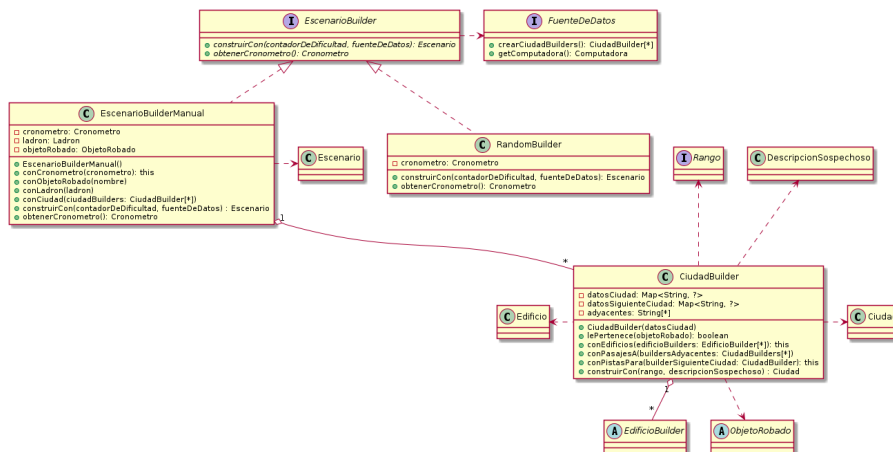 I EscenarioBuilder
construirCon(contadorDeDificultad, fuenteDeDatos): Escenario
obtenerCronometro(): Cronometro
I FuenteDeDatos
crearCiudadBuilders(): CiudadBuilder[*]
getComputadora(): Computadora
C EscenarioBuilderManual
cronometro: Cronometro
ladron: Ladron
objetoRobado: ObjetoRobado
EscenarioBuilderManual()
conCronometro(cronometro): this
conObjetoRobado(nombre)
conLadron(ladron)
conCiudad(ciudadBuilders: CiudadBuilder[*])
construirCon(contadorDeDificultad, fuenteDeDatos) : Escenario
obtenerCronometro(): Cronometro
C Escenario
C RandomBuilder
cronometro: Cronometro
construirCon(contadorDeDificultad, fuenteDeDatos): Escenario
obtenerCronometro(): Cronometro
I Rango
C DescripcionSospechoso
1
*
C CiudadBuilder
datosCiudad: Map<String, ?>
datosSiguienteCiudad: Map<String, ?>
adyacentes: String[*]
CiudadBuilder(datosCiudad)
lePertenece(objetoRobado): boolean
conEdificios(edificioBuilders: EdificioBuilder[*]): this
conPasajesA(buildersAdyacentes: CiudadBuilders[*])
conPistasPara(builderSiguienteCiudad: CiudadBuilder): this
construirCon(rango, descripcionSospechoso) : Ciudad
C Edificio
C Ciudad
1
*
A EdificioBuilder
A ObjetoRobado